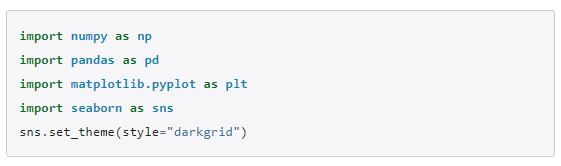 import numpy as np
import pandas as pd
import matplotlib.pyplot as plt
import seaborn as sns
sns.set_theme(style="darkgrid")